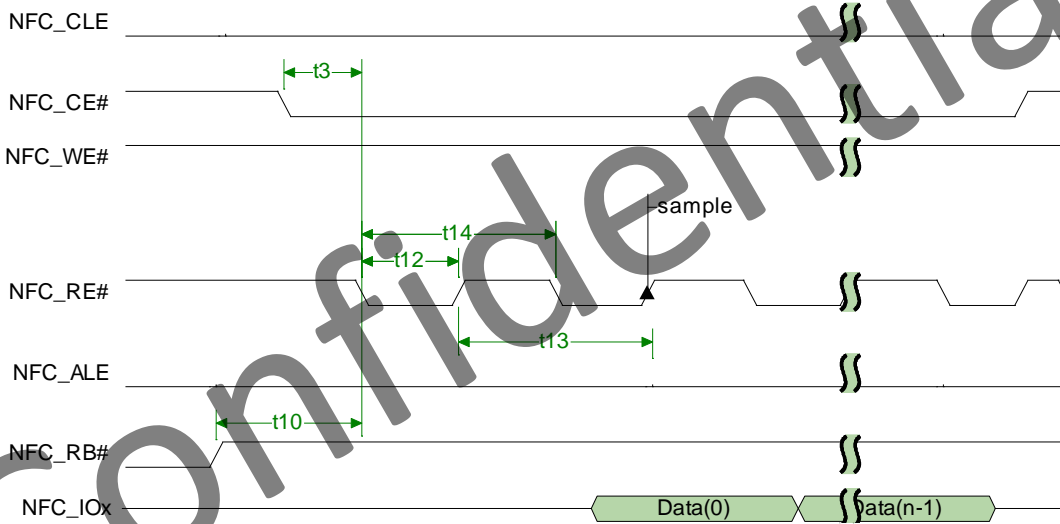 NFC_CLE
t3
NFC_CE#
NFC_WE#
sample
t14
t12
NFC_RE#
t13
NFC_ALE
t10
NFC_RB#
NFC_IOx Data(0) Data(n-1)
Confidential